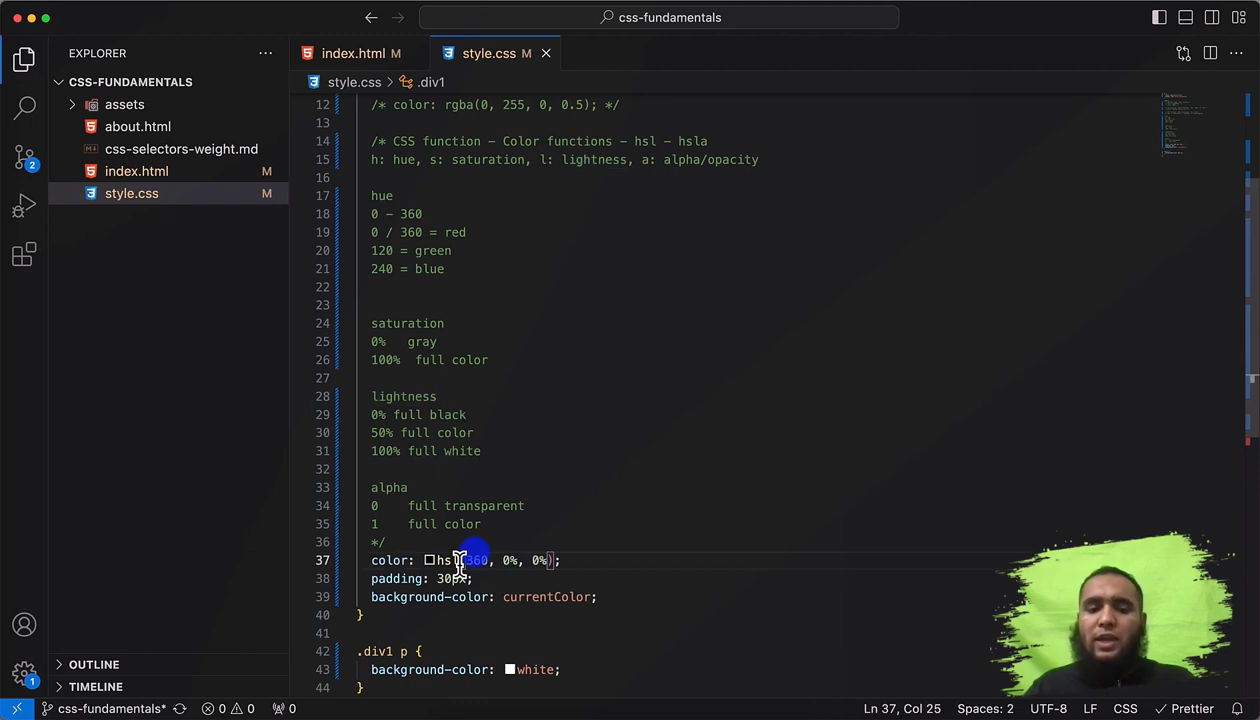 css-fundamentals
EXPLORER
index.html M
style.css M
CSS-FUNDAMENTALS
style.css > .div1
assets
about.html
css-selectors-weight.md
index.html M
style.css M
12 /* color: rgba(0, 255, 0, 0.5); */
13
14 /* CSS function - Color functions - hsl - hsla
15 h: hue, s: saturation, l: lightness, a: alpha/opacity
16
17 hue
18 0 - 360
19 0 / 360 = red
20 120 = green
21 240 = blue
22
23
24 saturation
25 0% gray
26 100% full color
27
28 lightness
29 0% full black
30 50% full color
31 100% full white
32
33 alpha
34 0 full transparent
35 1 full color
36 */
37 color: hsl(360, 0%, 0%);
38 padding: 30px;
39 background-color: currentColor;
40 }
41
42 .div1 p {
43 background-color: white;
44 }
2
1
OUTLINE
TIMELINE
css-fundamentals* 0 0 0 Ln 37, Col 25 Spaces: 2 UTF-8 LF CSS Prettier